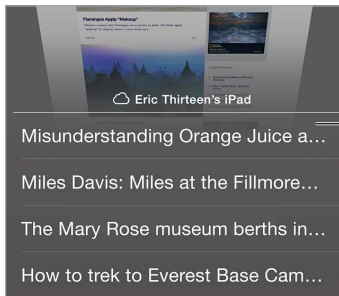 Flamingos Apply "Makeup"
Eric Thirteen's iPad
Misunderstanding Orange Juice a...
Miles Davis: Miles at the Fillmore...
The Mary Rose museum berths in...
How to trek to Everest Base Cam...